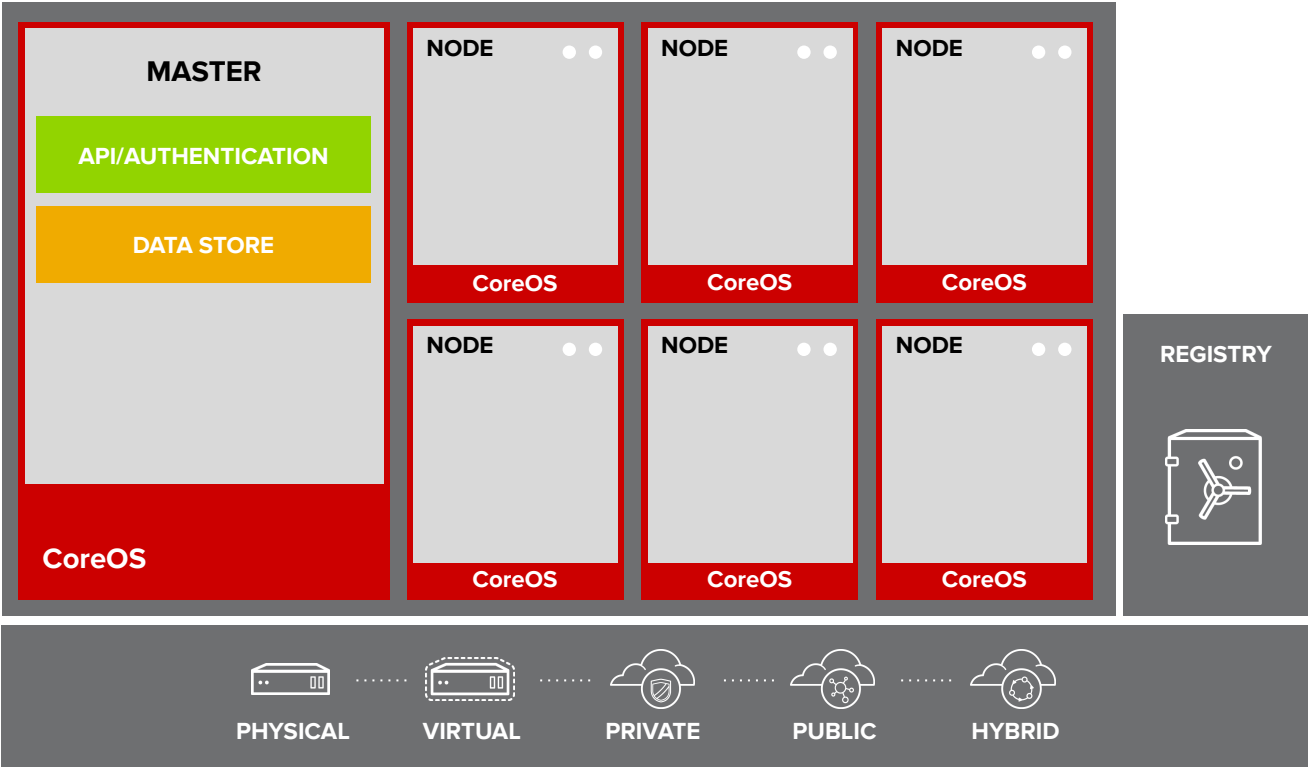 MASTER
API/AUTHENTICATION
DATA STORE
CoreOS
NODE
CoreOS
NODE
CoreOS
NODE
CoreOS
NODE
CoreOS
NODE
CoreOS
NODE
CoreOS
REGISTRY
PHYSICAL
VIRTUAL
PRIVATE
PUBLIC
HYBRID